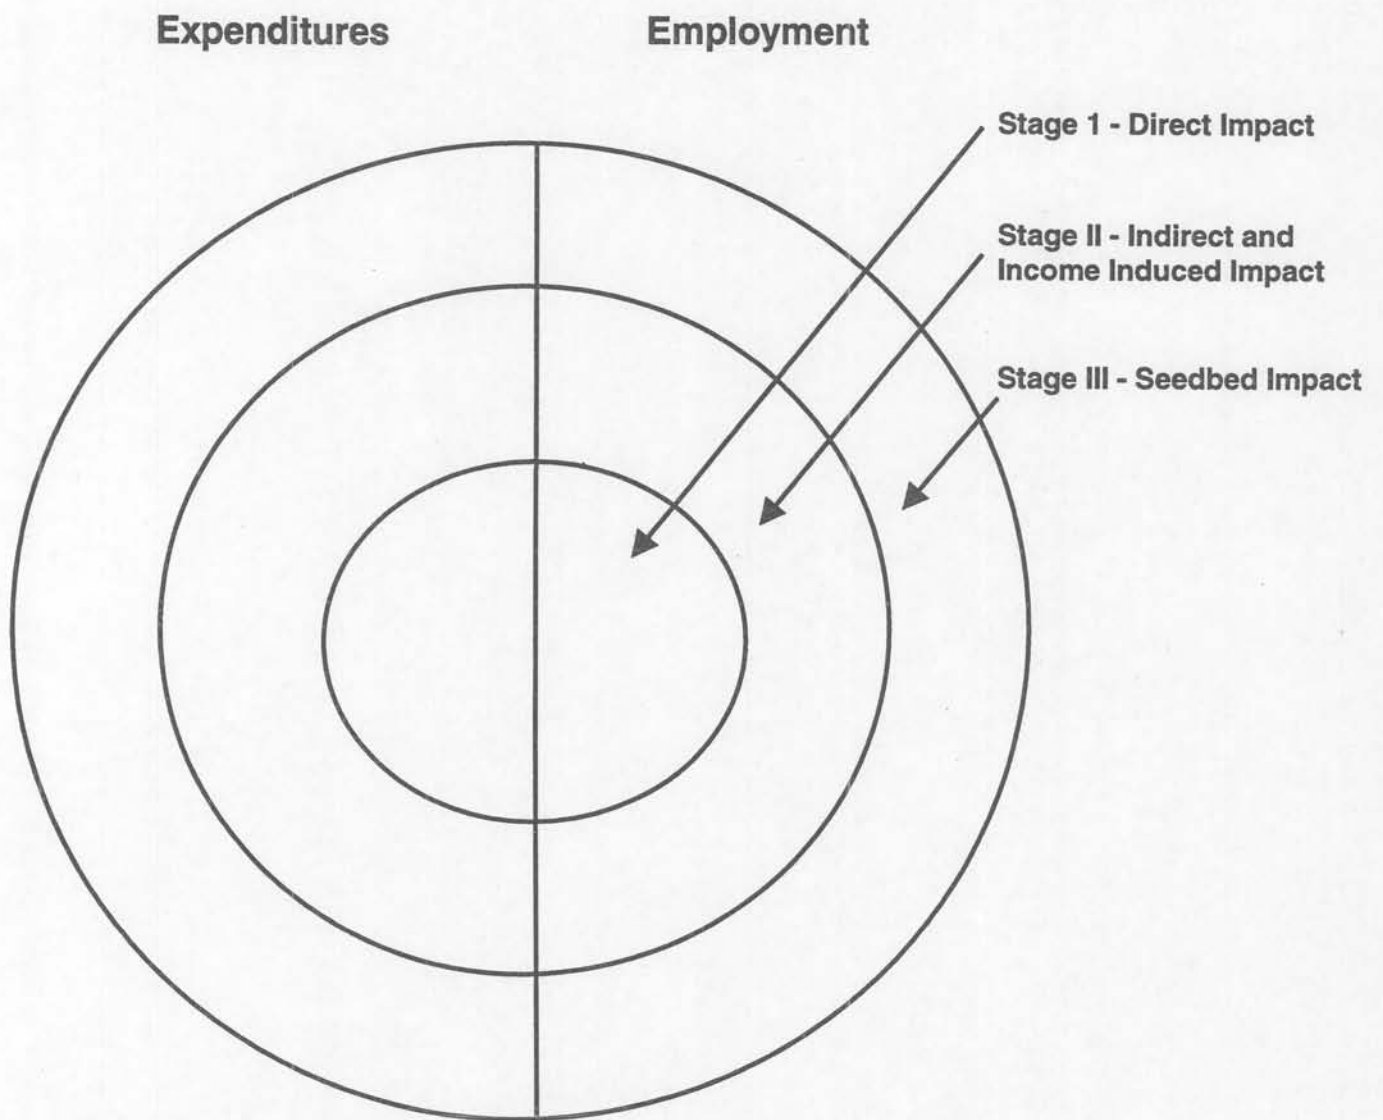 Expenditures
Employment
Stage 1 - Direct Impact
Stage II - Indirect and
Income Induced Impact
Stage III - Seedbed Impact